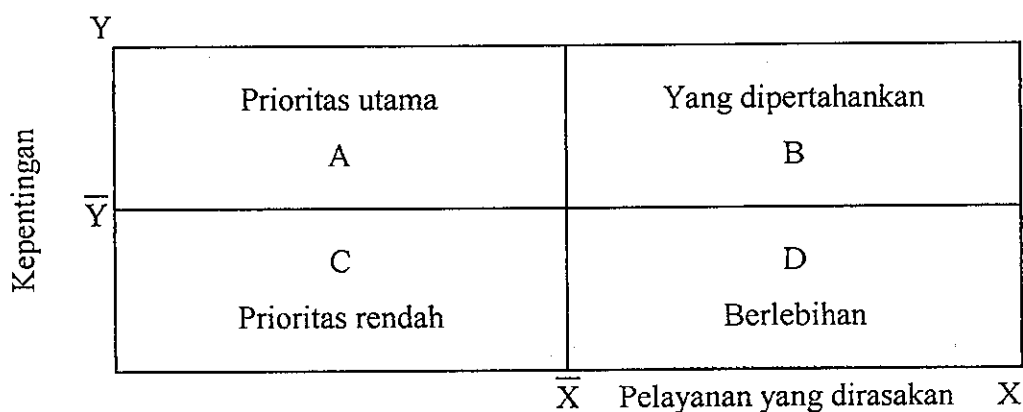 Y
Prioritas utama
Yang dipertahankan
A
B
Kepentingan
Y̅
C
D
Prioritas rendah
Berlebihan
X̅ Pelayanan yang dirasakan X